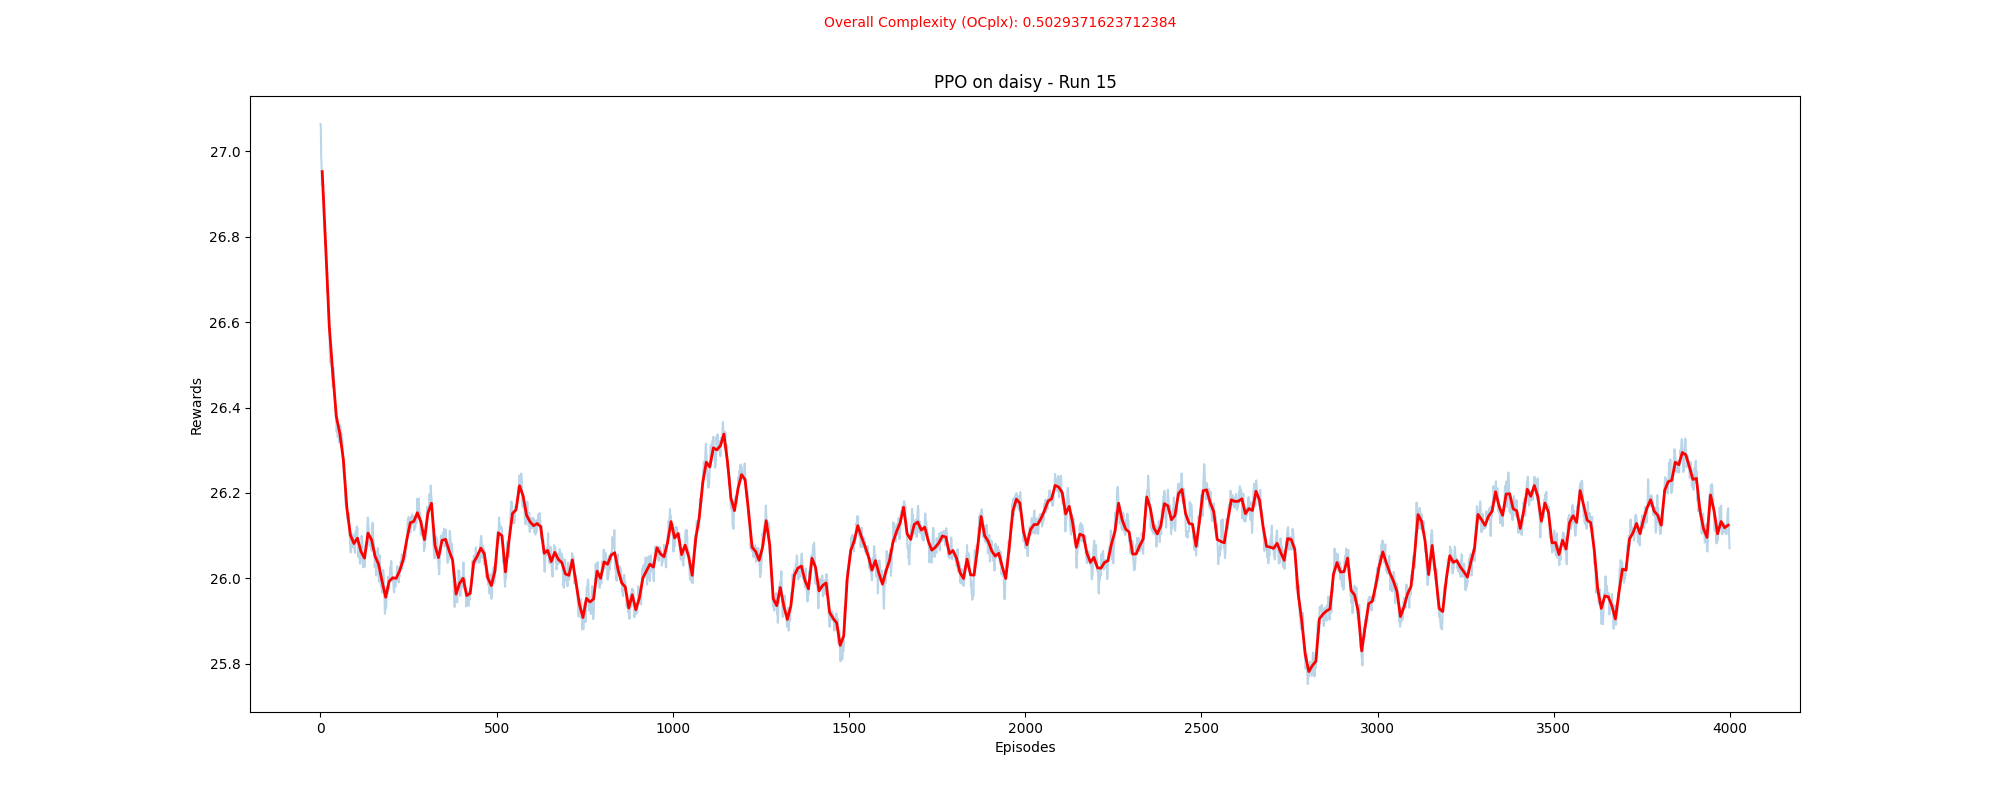 Overall Complexity (OCplx): 0.5029371623712384
PPO on daisy - Run 15
27.0
26.8
26.6
26.4
26.2
26.0
25.8
Rewards
0 500 1000 1500 2000 2500 3000 3500 4000
Episodes